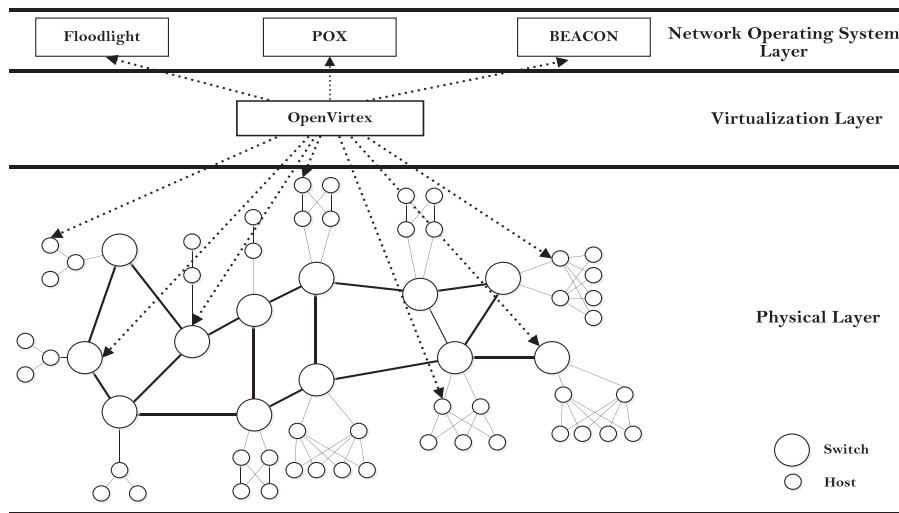 Floodlight
POX
BEACON
Network Operating System
Layer
OpenVirtex
Virtualization Layer
Physical Layer
Switch
Host